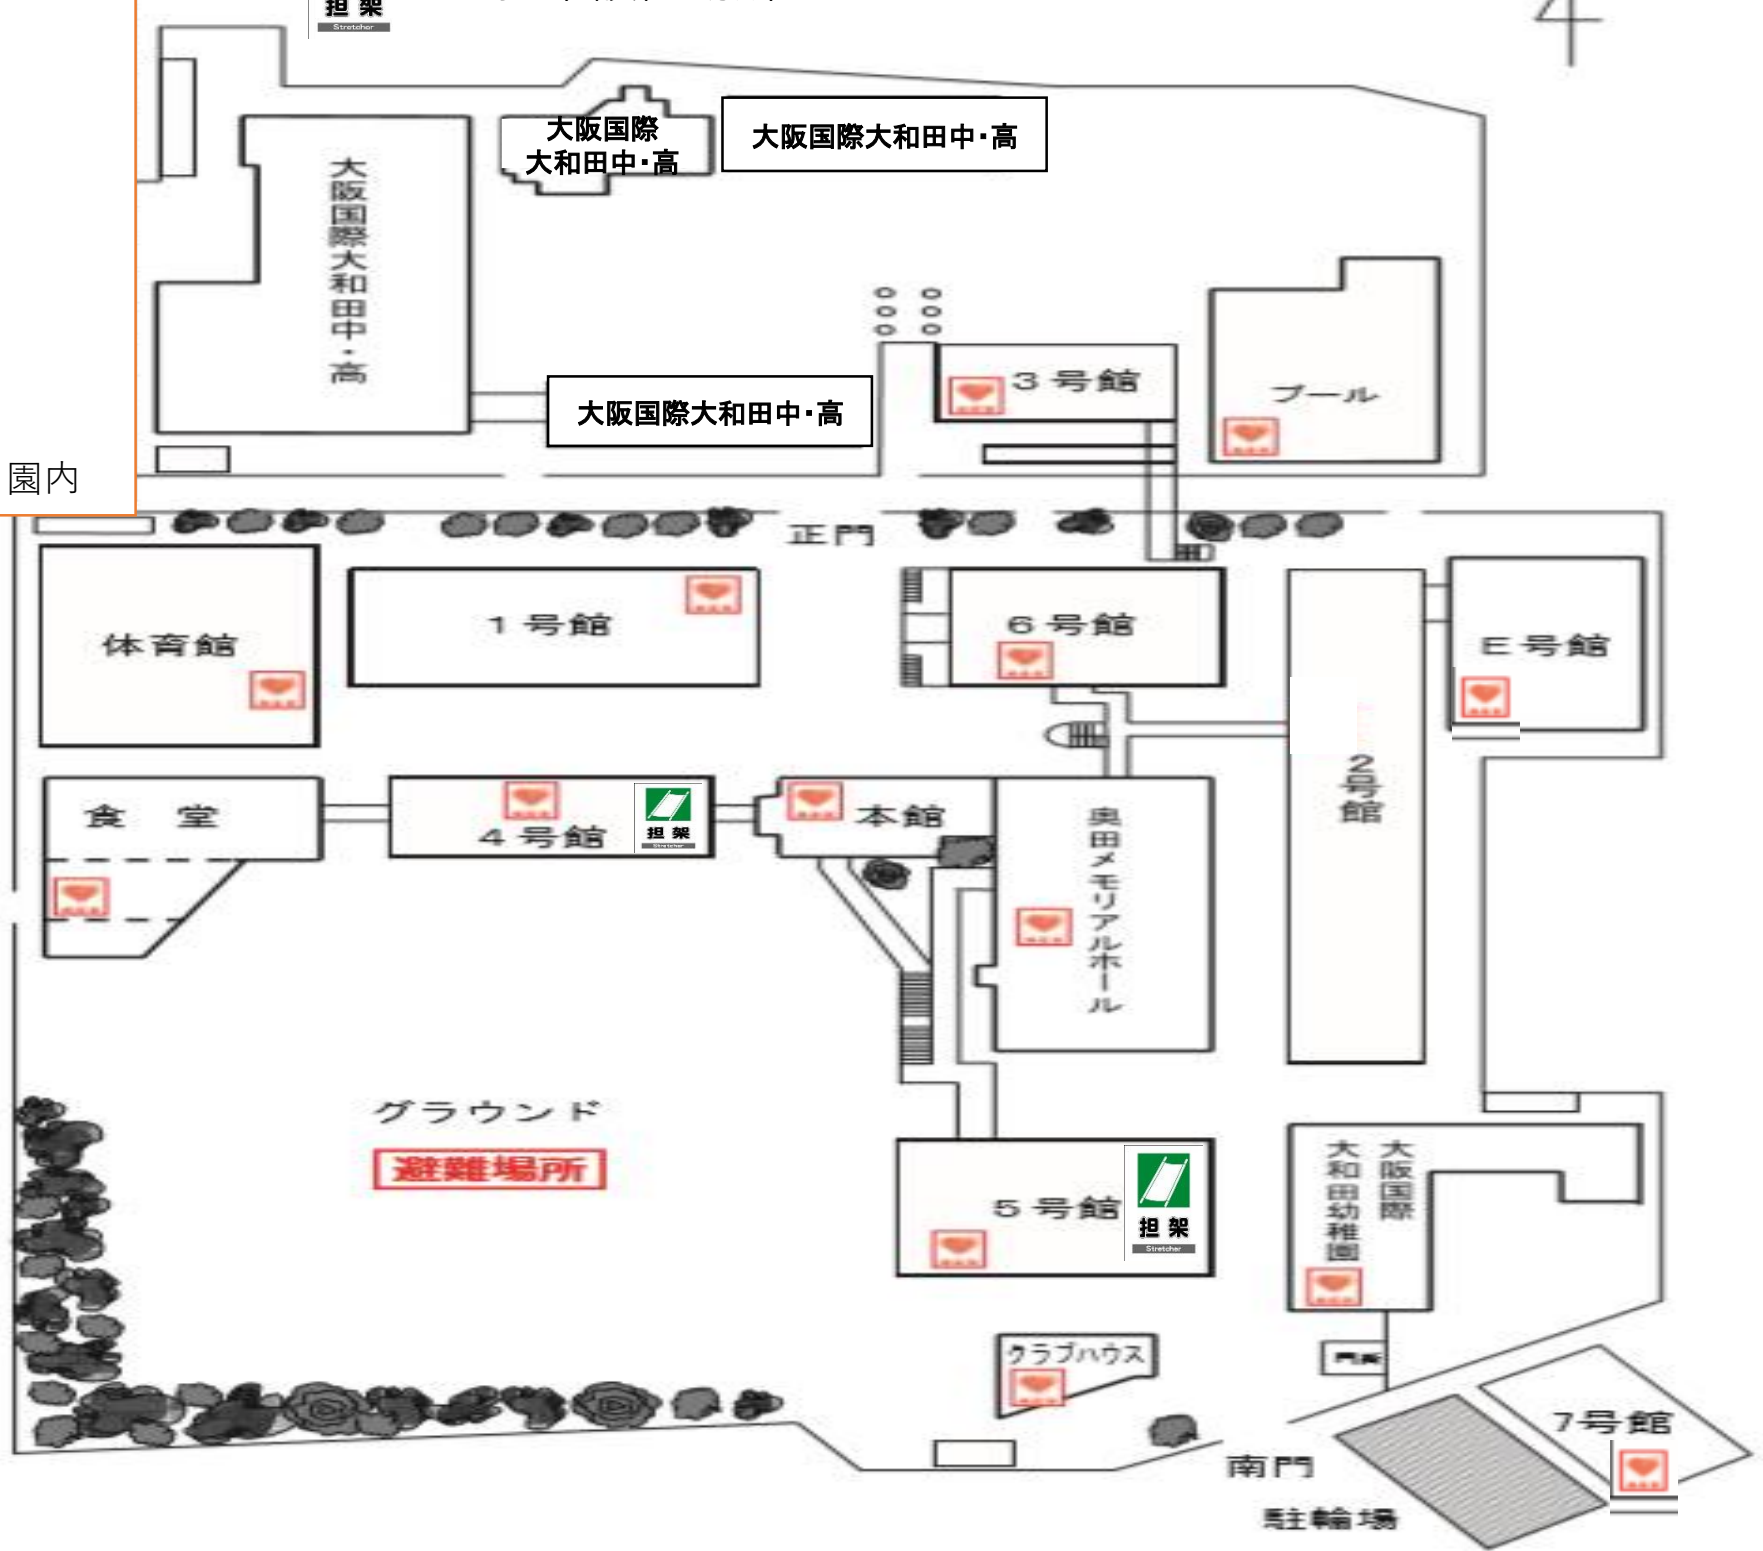 担架
Stretcher
大阪国際
大和田中・高
大阪国際大和田中・高
大阪国際大和田中・高
大阪国際大和田中・高
3号館
プール
園内
正門
体育館
1号館
6号館
E号館
2号館
食堂
4号館
担架
Stretcher
本館
奥田メモリアルホール
グラウンド
避難場所
5号館
担架
Stretcher
大阪国際
大和田幼稚園
クラブハウス
7号館
南門
駐輪場